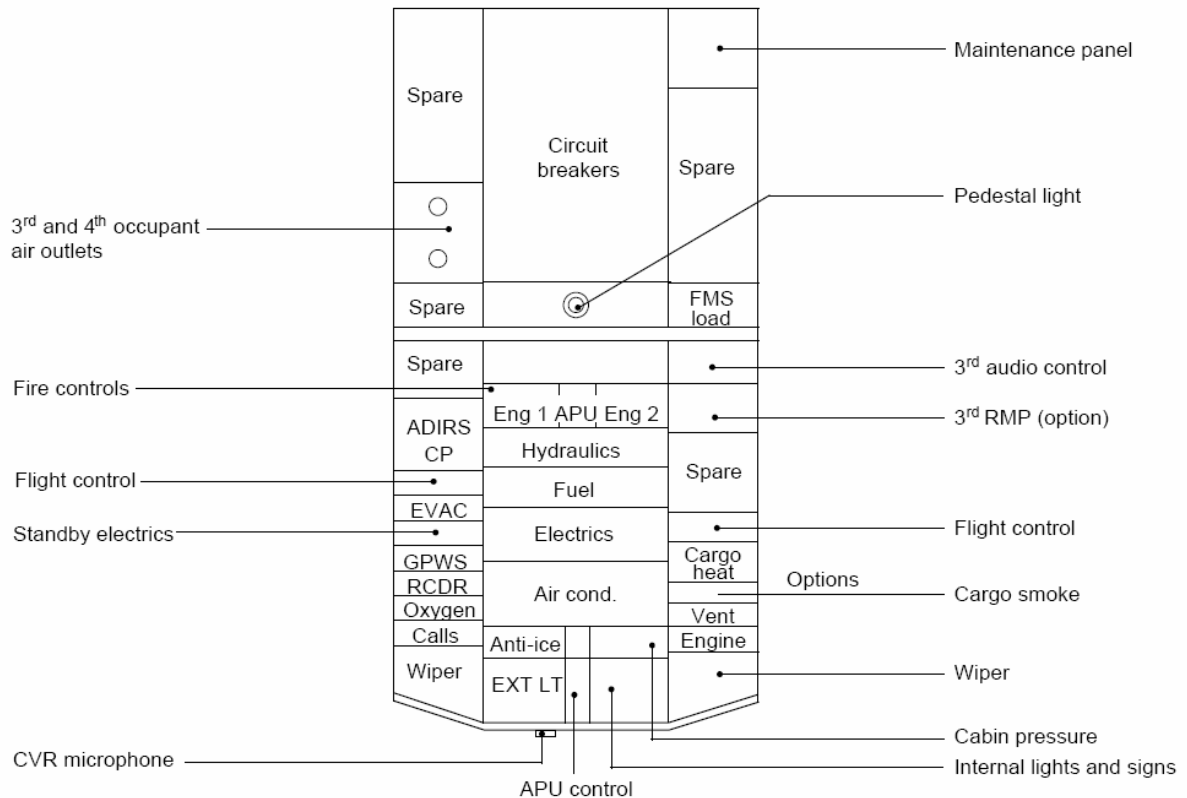 Maintenance panel
Spare
Circuit
breakers
Spare
Pedestal light
3rd and 4th occupant
air outlets
Spare
FMS
load
Spare
3rd audio control
Fire controls
Eng 1 APU Eng 2
3rd RMP (option)
ADIRS
CP
Hydraulics
Spare
Flight control
Fuel
EVAC
Standby electrics
Electrics
Flight control
GPWS
Cargo
heat
RCDR
Air cond.
Options
Cargo smoke
Oxygen
Vent
Calls
Anti-ice
Engine
Wiper
EXT LT
Wiper
CVR microphone
Cabin pressure
Internal lights and signs
APU control